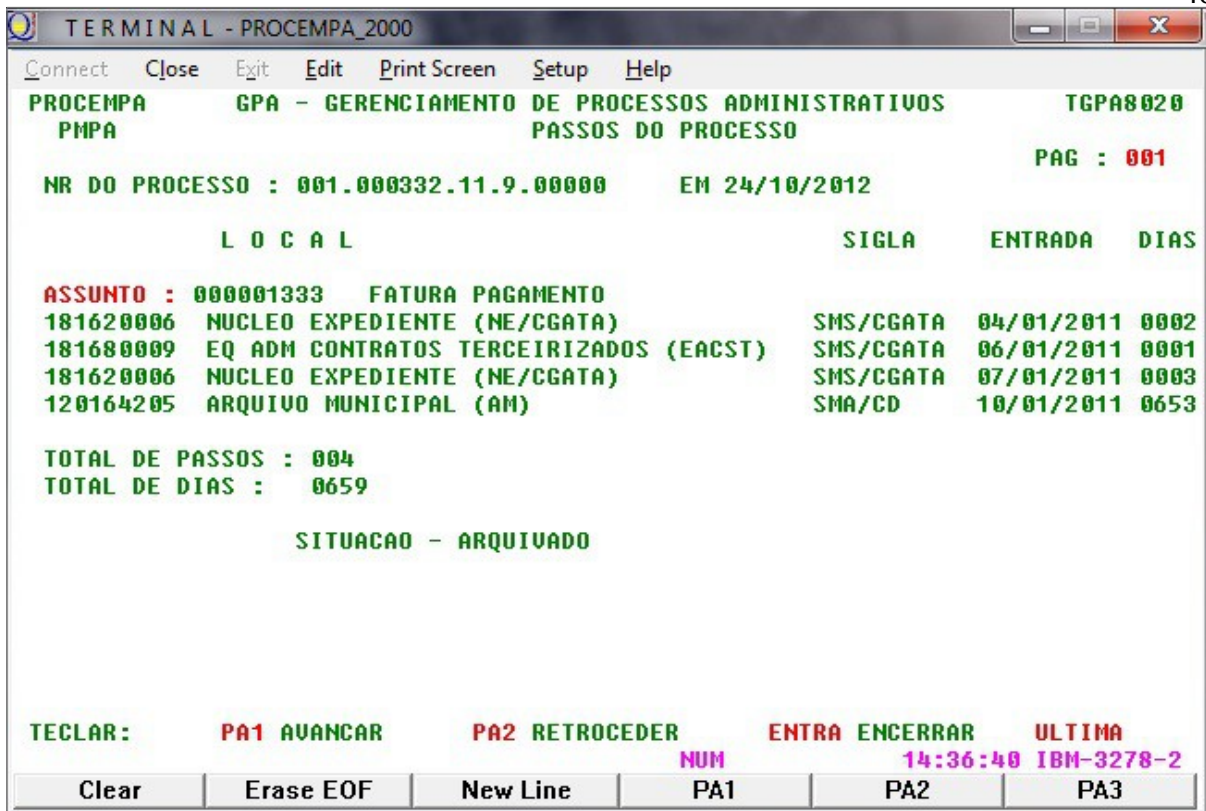 TERMINAL - PROCEMPA_2000
Connect Close Exit Edit Print Screen Setup Help
PROCEMPA GPA - GERENCIAMENTO DE PROCESSOS ADMINISTRATIVOS TGPA8020
PMPA PASSOS DO PROCESSO
PAG : 001
NR DO PROCESSO : 001.000332.11.9.00000 EM 24/10/2012
L O C A L SIGLA ENTRADA DIAS
ASSUNTO : 000001333 FATURA PAGAMENTO
181620006 NUCLEO EXPEDIENTE (NE/CGATA) SMS/CGATA 04/01/2011 0002
181680009 EQ ADM CONTRATOS TERCEIRIZADOS (EACST) SMS/CGATA 06/01/2011 0001
181620006 NUCLEO EXPEDIENTE (NE/CGATA) SMS/CGATA 07/01/2011 0003
120164205 ARQUIVO MUNICIPAL (AM) SMA/CD 10/01/2011 0653
TOTAL DE PASSOS : 004
TOTAL DE DIAS : 0659
SITUACAO - ARQUIVADO
TECLAR: PA1 AVANCAR PA2 RETROCEDER ENTRA ENCERRAR ULTIMA
NUM 14:36:40 IBM-3278-2
Clear Erase EOF New Line PA1 PA2 PA3